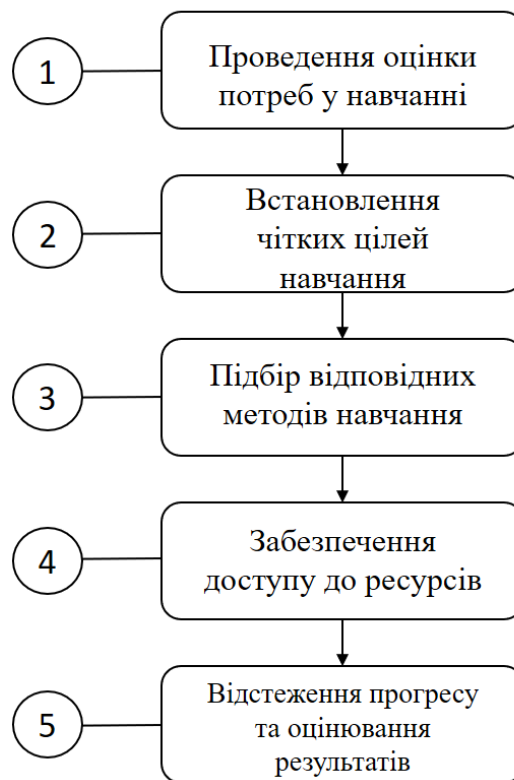 1
Проведення оцінки
потреб у навчанні
2
Встановлення
чітких цілей
навчання
3
Підбір відповідних
методів навчання
4
Забезпечення
доступу до ресурсів
5
Відстеження прогресу
та оцінювання
результатів